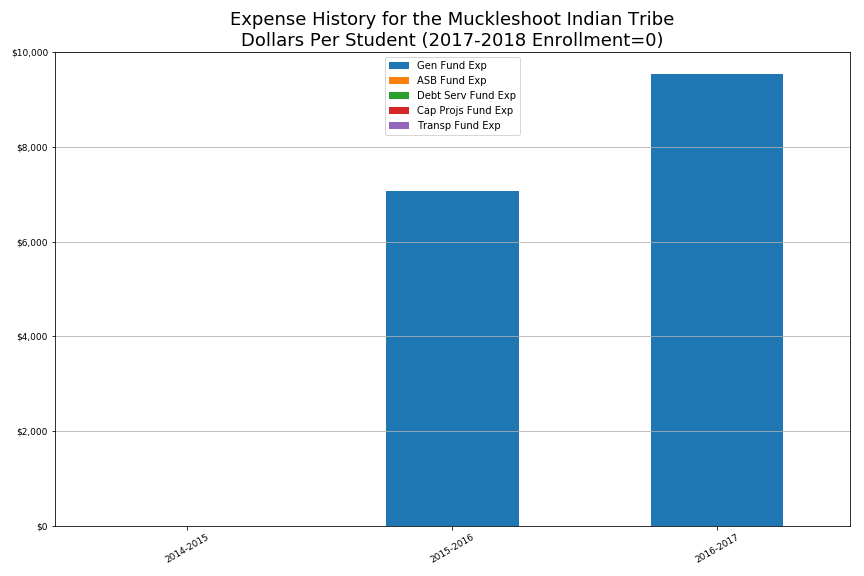 Expense History for the Muckleshoot Indian Tribe
Dollars Per Student (2017-2018 Enrollment=0)
$10,000
$8,000
$6,000
$4,000
$2,000
$0
Gen Fund Exp
ASB Fund Exp
Debt Serv Fund Exp
Cap Projs Fund Exp
Transp Fund Exp
2014-2015
2015-2016
2016-2017